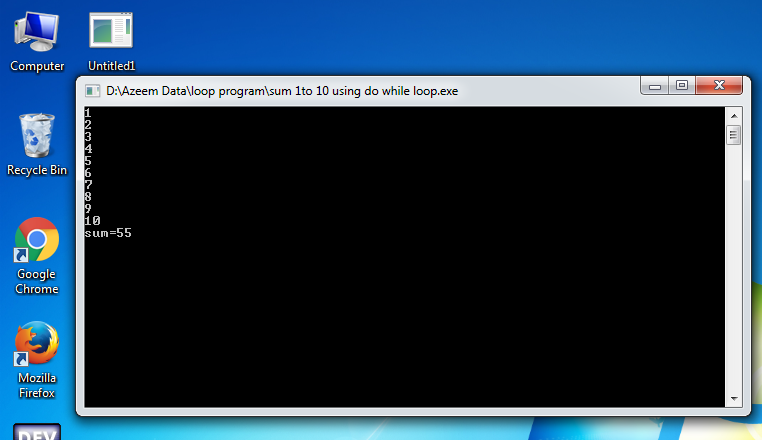 Computer
Untitled1
D:\Azeem Data\loop program\sum 1to 10 using do while loop.exe
1
2
3
4
5
6
7
8
9
10
sum=55
Recycle Bin
Google
Chrome
Mozilla
Firefox
DEV